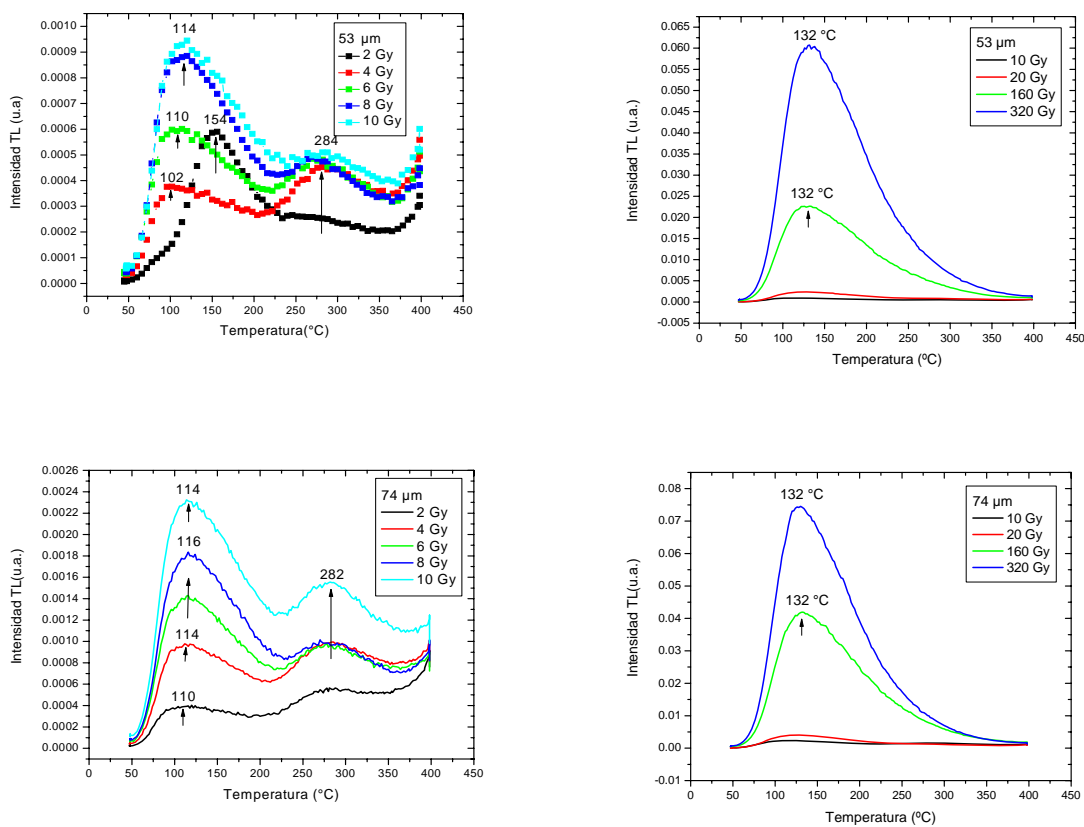 53 µm
2 Gy
4 Gy
6 Gy
8 Gy
10 Gy
114
110
154
102
284
0.0010
0.0009
0.0008
0.0007
0.0006
0.0005
0.0004
0.0003
0.0002
0.0001
0.0000
Intensidad TL (u.a)
0 50 100 150 200 250 300 350 400 450
Temperatura(°C)
53 µm
10 Gy
20 Gy
160 Gy
320 Gy
132 °C
132 °C
0.065
0.060
0.055
0.050
0.045
0.040
0.035
0.030
0.025
0.020
0.015
0.010
0.005
0.000
-0.005
Intensidad TL (u.a.)
0 50 100 150 200 250 300 350 400 450
Temperatura (ºC)
74 µm
2 Gy
4 Gy
6 Gy
8 Gy
10 Gy
114
116
114
110
282
0.0026
0.0024
0.0022
0.0020
0.0018
0.0016
0.0014
0.0012
0.0010
0.0008
0.0006
0.0004
0.0002
0.0000
Intensidad TL(u.a.)
0 50 100 150 200 250 300 350 400 450
Temperatura (°C)
74 µm
10 Gy
20 Gy
160 Gy
320 Gy
132 °C
132 °C
0.08
0.07
0.06
0.05
0.04
0.03
0.02
0.01
0.00
-0.01
Intensidad TL(u.a.)
0 50 100 150 200 250 300 350 400 450
Temperatura (ºC)